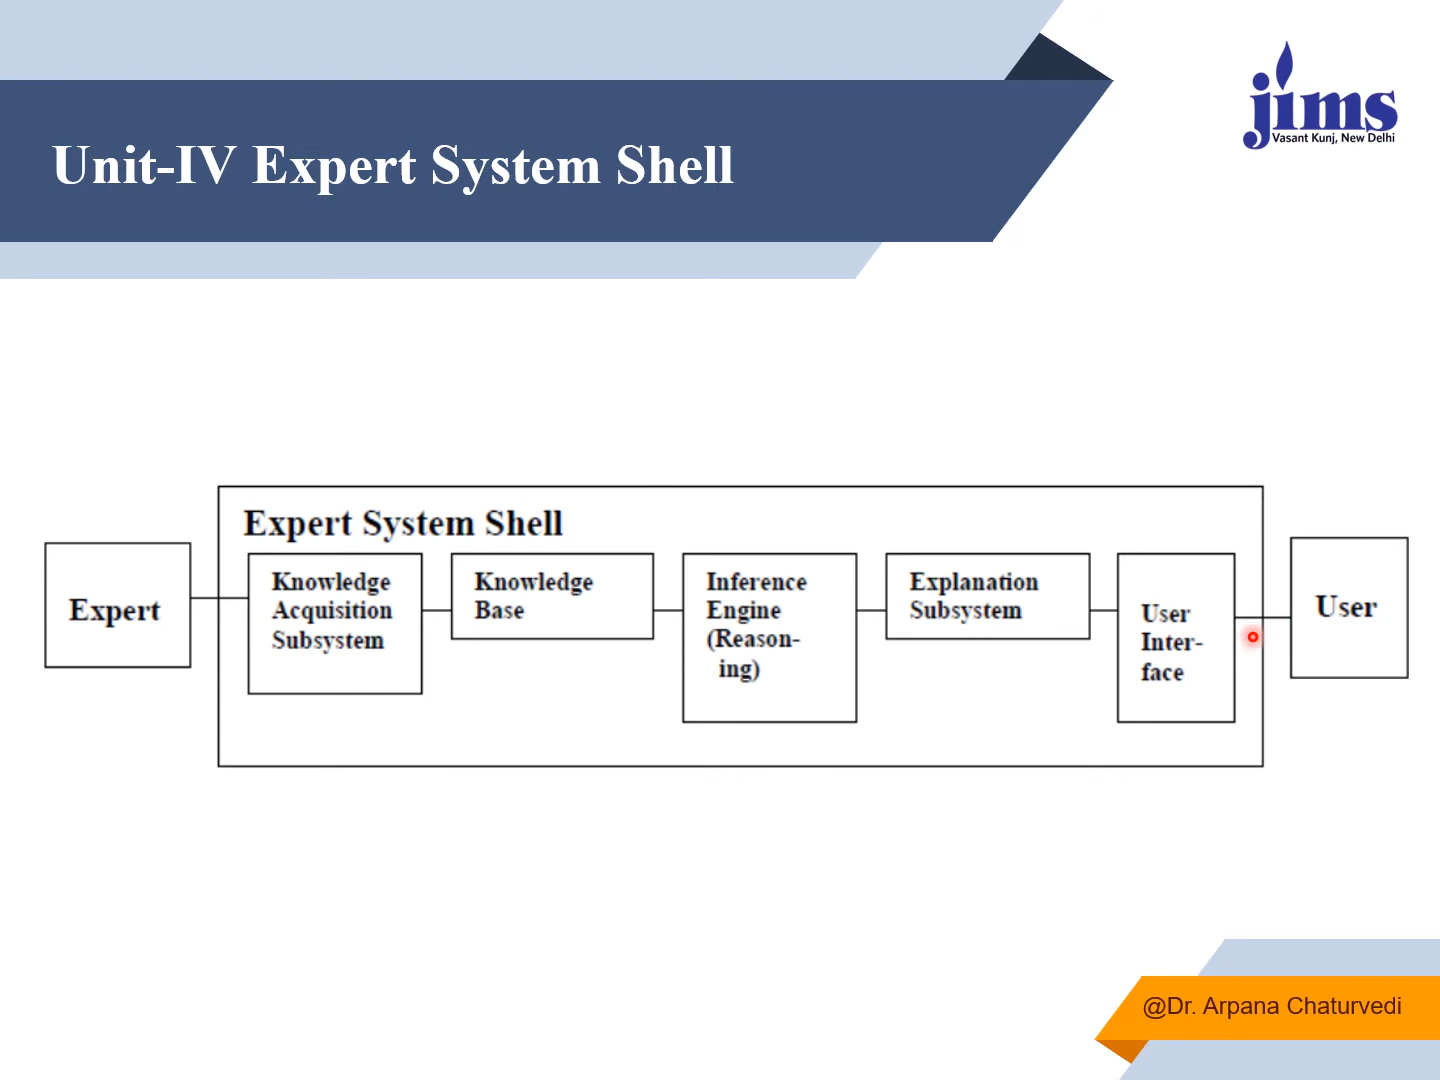 jims
Vasant Kunj, New Delhi
Unit-IV Expert System Shell
Expert System Shell
Expert
Knowledge
Acquisition
Subsystem
Knowledge
Base
Inference
Engine
(Reason-
ing)
Explanation
Subsystem
User
Inter-
face
User
@Dr. Arpana Chaturvedi